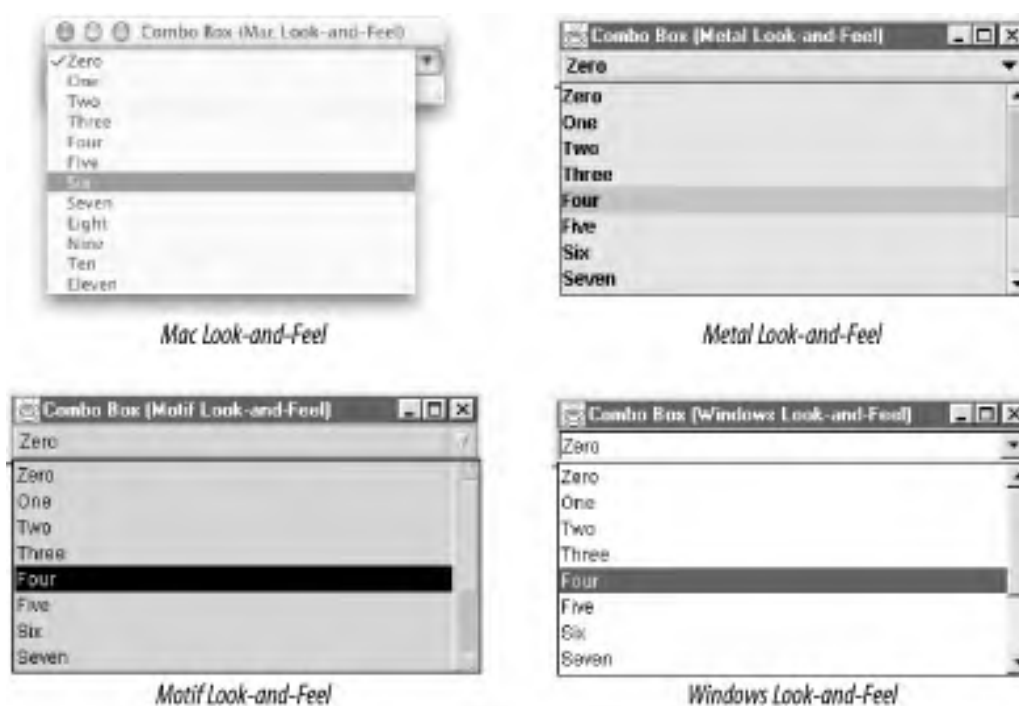 Combo Box (Mac Look-and-Feel)
✓Zero
One
Two
Three
Four
Five
Six
Seven
Eight
Nine
Ten
Eleven
Mac Look-and-Feel
Combo Box (Metal Look-and-Feel)
Zero
Zero
One
Two
Three
Four
Five
Six
Seven
Metal Look-and-Feel
Combo Box (Motif Look-and-Feel)
Zero
Zero
One
Two
Three
Four
Five
Six
Seven
Motif Look-and-Feel
Combo Box (Windows Look-and-Feel)
Zero
Zero
One
Two
Three
Four
Five
Six
Seven
Windows Look-and-Feel